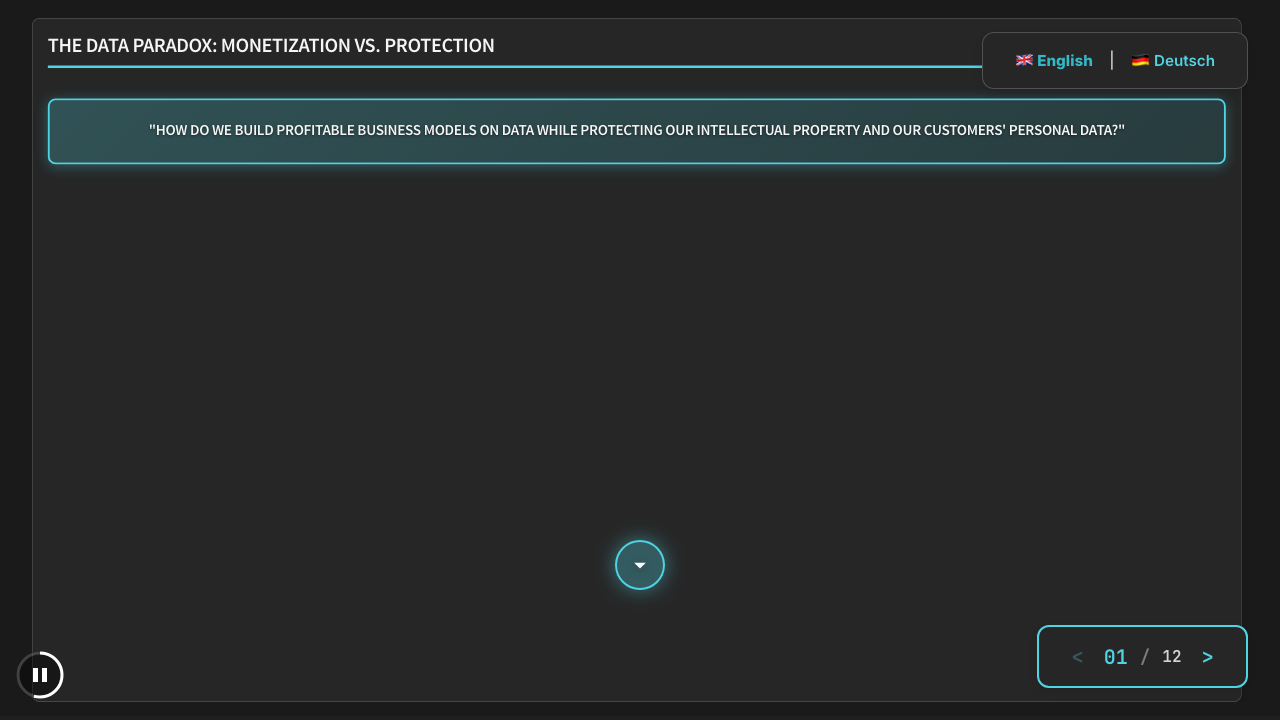 THE DATA PARADOX: MONETIZATION VS. PROTECTION
🇬🇧 English | 🇩🇪 Deutsch
"HOW DO WE BUILD PROFITABLE BUSINESS MODELS ON DATA WHILE PROTECTING OUR INTELLECTUAL PROPERTY AND OUR CUSTOMERS' PERSONAL DATA?"
< 01 / 12 >